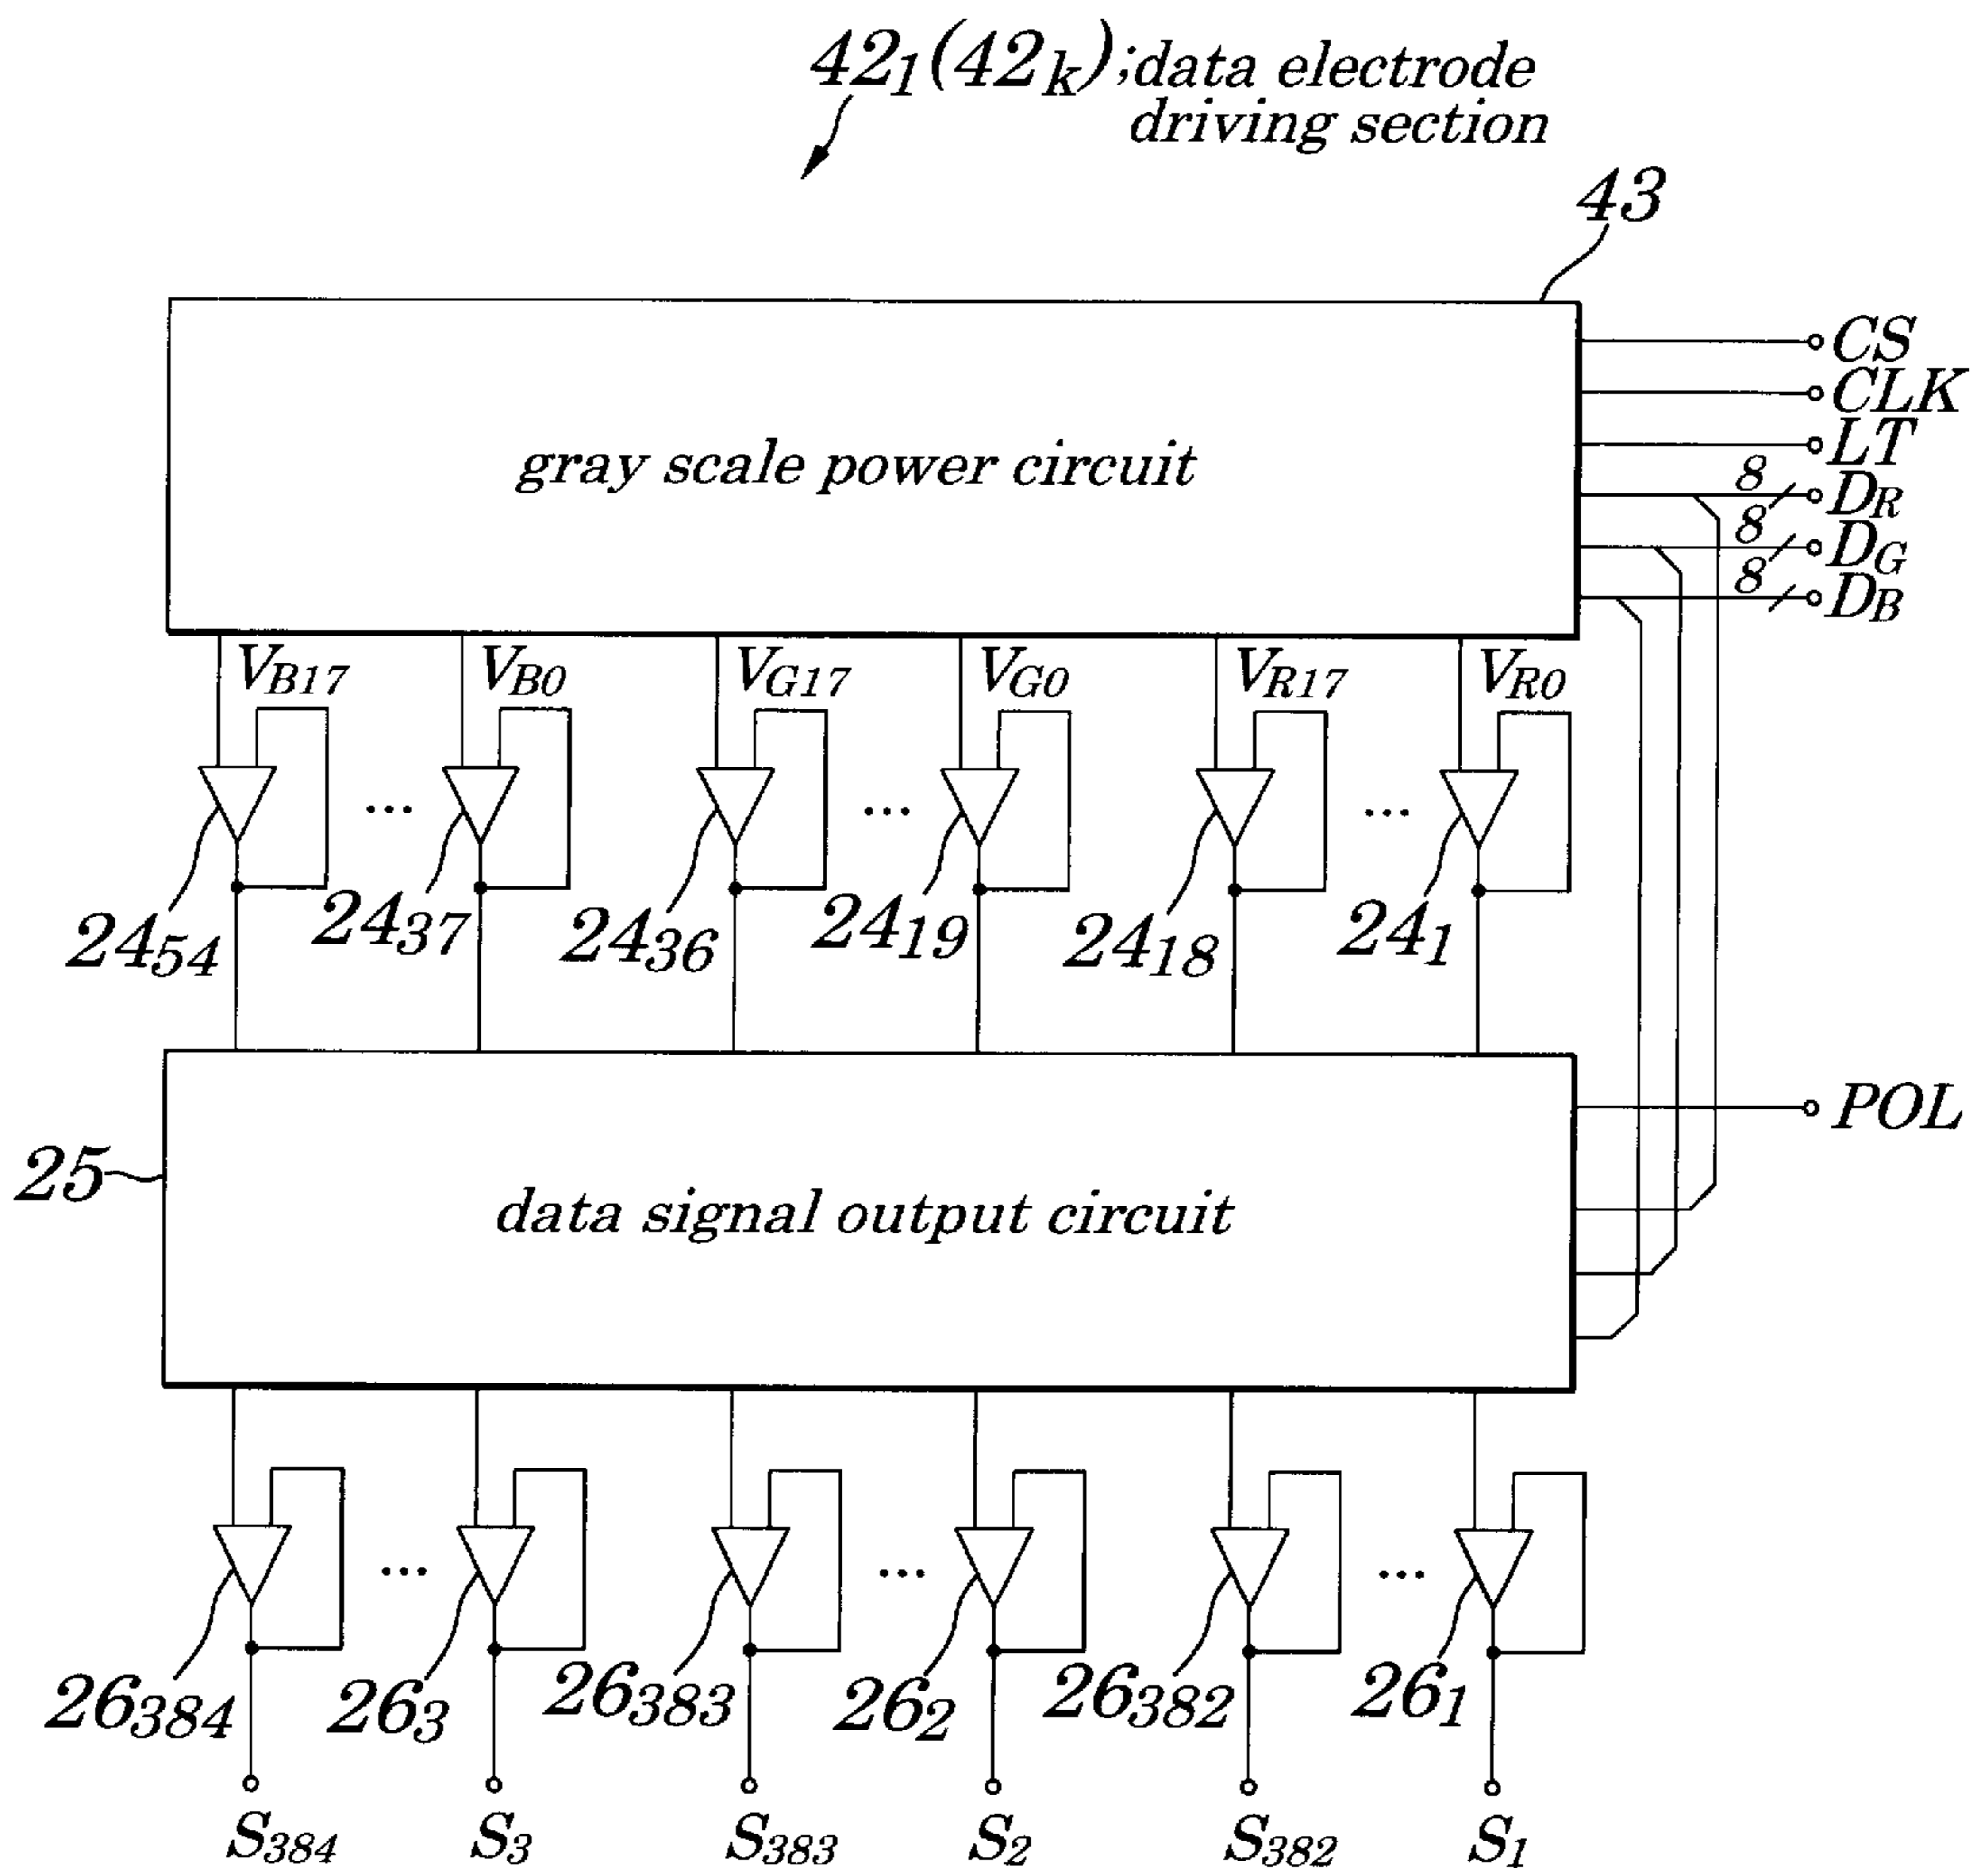 42₁(42ₖ);data electrode
driving section
43
CS
CLK
LT
8 D_R
8 D_G
8 D_B
gray scale power circuit
V_B17 V_B0 V_G17 V_G0 V_R17 V_R0
... ... ...
24₅₄ 24₃₇ 24₃₆ 24₁₉ 24₁₈ 24₁
POL
25
data signal output circuit
... ... ...
26₃₈₄ 26₃ 26₃₈₃ 26₂ 26₃₈₂ 26₁
S₃₈₄ S₃ S₃₈₃ S₂ S₃₈₂ S₁